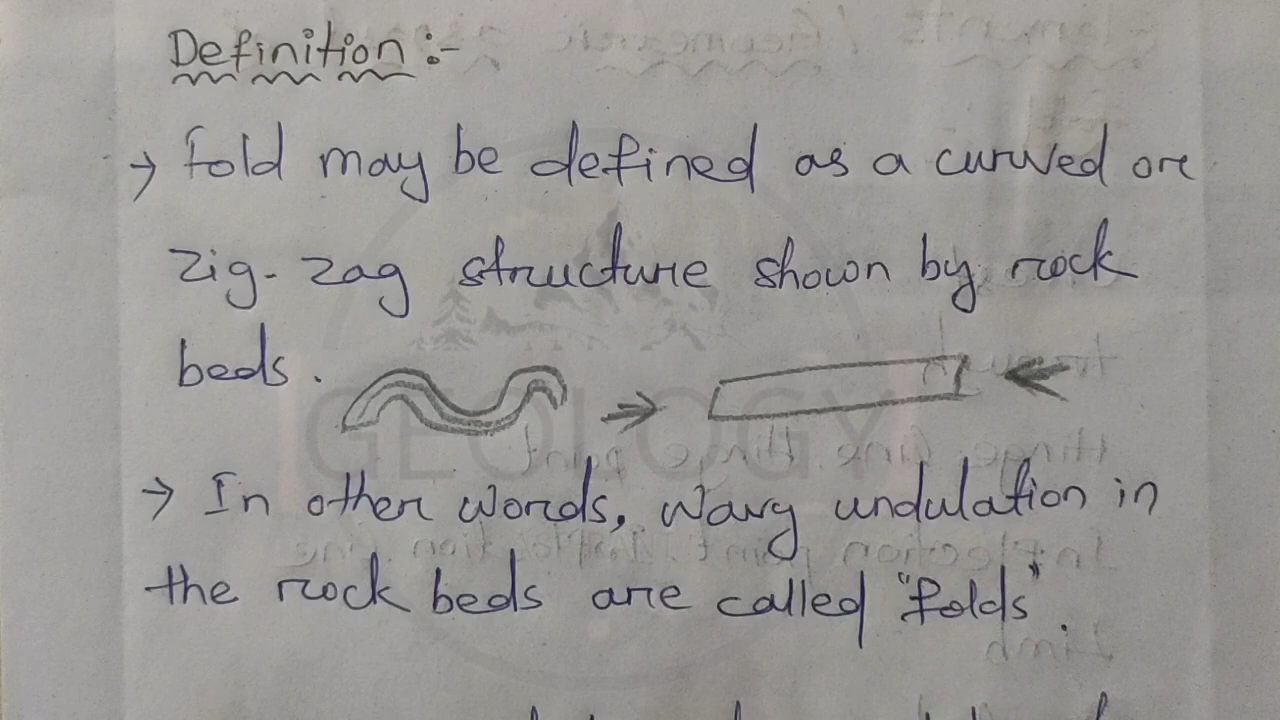 Definition :-
→ Fold may be defined as a curved or
zig-zag structure shown by rock
beds.
GEOLOGY
→ In other words, wavy undulation in
the rock beds are called "folds".